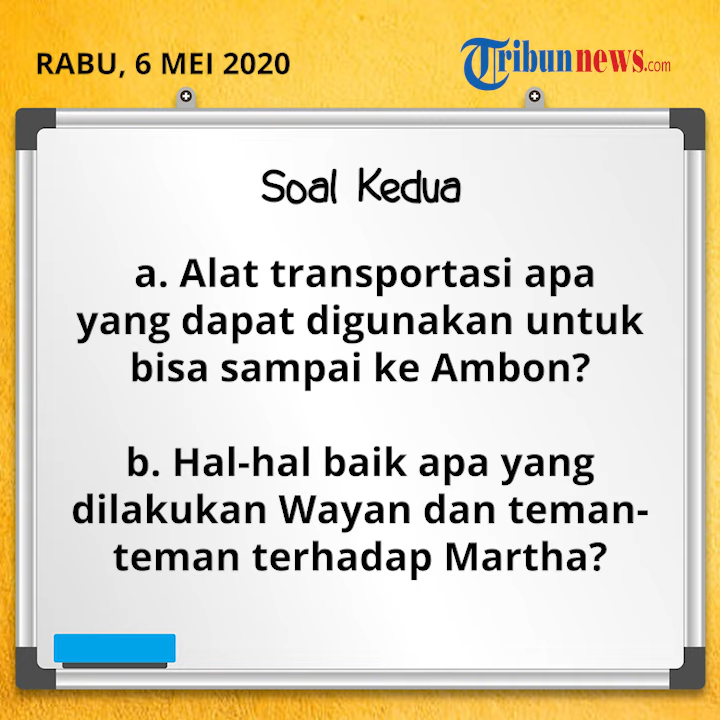 RABU, 6 MEI 2020
Tribunnews.com
Soal Kedua
a. Alat transportasi apa
yang dapat digunakan untuk
bisa sampai ke Ambon?
b. Hal-hal baik apa yang
dilakukan Wayan dan teman-
teman terhadap Martha?